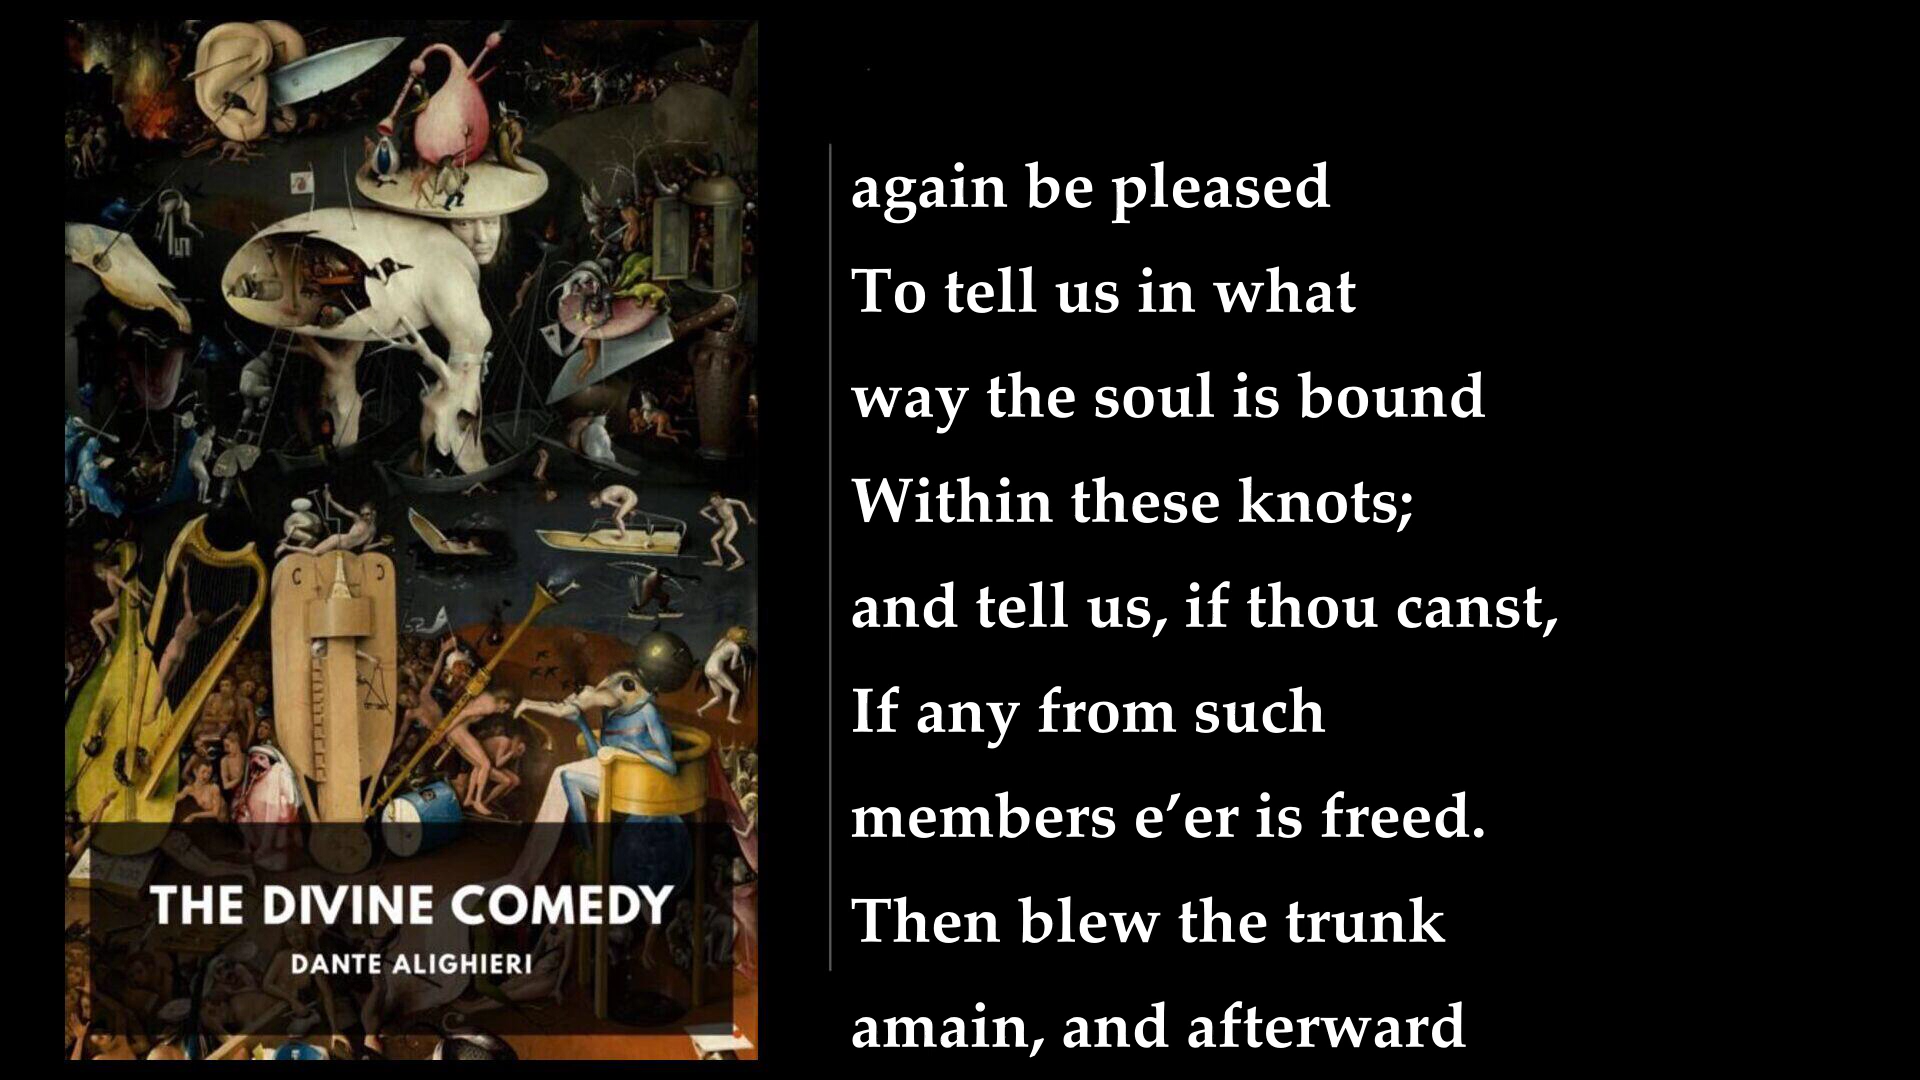 THE DIVINE COMEDY
DANTE ALIGHIERI
again be pleased
To tell us in what
way the soul is bound
Within these knots;
and tell us, if thou canst,
If any from such
members e’er is freed.
Then blew the trunk
amain, and afterward